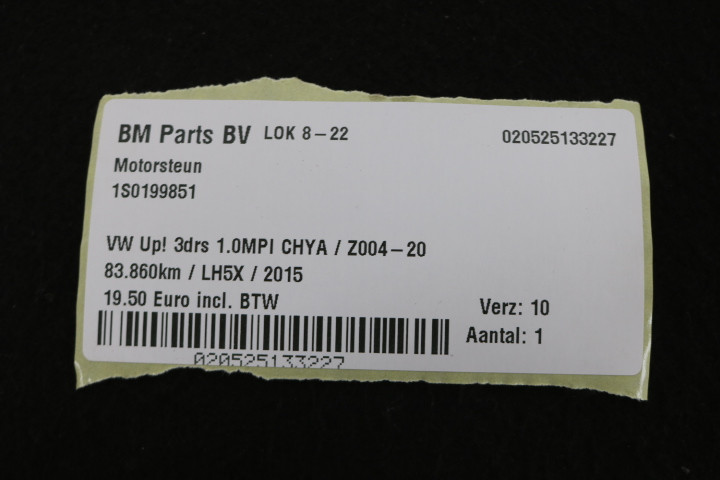 BM Parts BV LOK 8-22 020525133227
Motorsteun
1S0199851
VW Up! 3drs 1.0MPI CHYA / Z004-20
83.860km / LH5X / 2015
19.50 Euro incl. BTW Verz: 10
Aantal: 1
020525133227